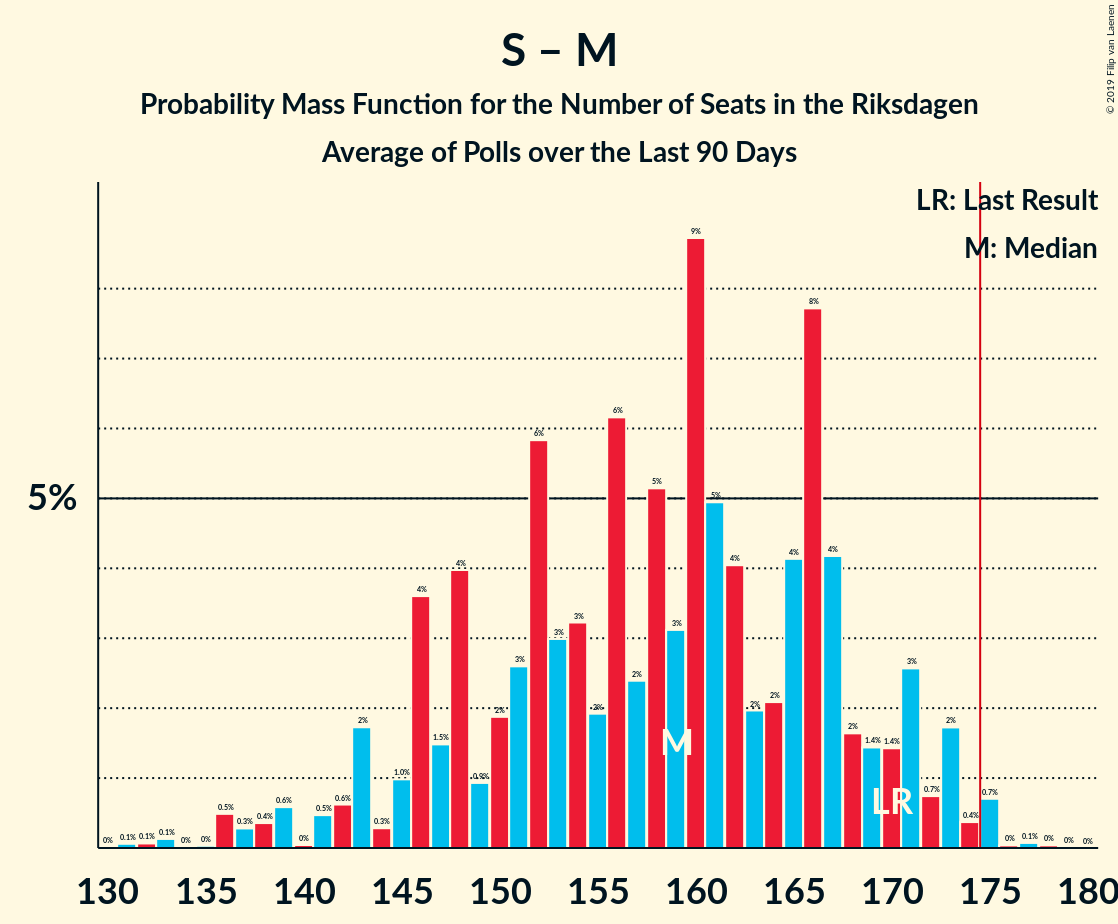 S – M
Probability Mass Function for the Number of Seats in the Riksdagen
Average of Polls over the Last 90 Days
© 2019 Filip van Laenen
LR: Last Result
M: Median
5%
0% 0.1% 0.1% 0.1% 0% 0% 0.5% 0.3% 0.4% 0.6% 0% 0.5% 0.6% 2% 0.3% 1.0% 4% 1.5% 4% 0.9% 2% 3% 6% 3% 3% 2% 6% 2% 5% 3% 9% 5% 4% 2% 2% 4% 8% 4% 2% 1.4% 1.4% 3% 0.7% 2% 0.4% 0.7% 0% 0.1% 0% 0% 0%
M
LR
130 135 140 145 150 155 160 165 170 175 180